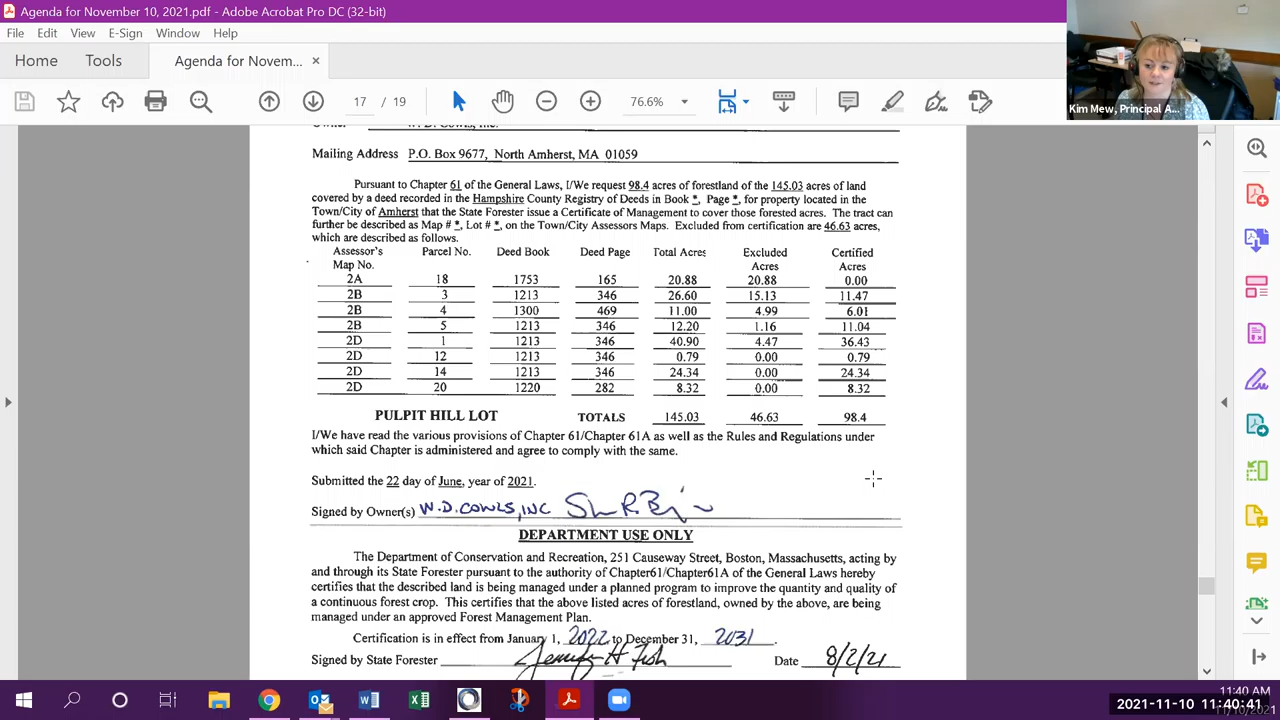 Agenda for November 10, 2021.pdf - Adobe Acrobat Pro DC (32-bit)
File Edit View E-Sign Window Help
Home Tools Agenda for Novem... ×
17 / 19 76.6%
Kim Mew, Principal A...
Mailing Address P.O. Box 9677, North Amherst, MA 01059
Pursuant to Chapter 61 of the General Laws, I/We request 98.4 acres of forestland of the 145.03 acres of land
covered by a deed recorded in the Hampshire County Registry of Deeds in Book *, Page *, for property located in the
Town/City of Amherst that the State Forester issue a Certificate of Management to cover those forested acres. The tract can
further be described as Map # *, Lot # *, on the Town/City Assessors Maps. Excluded from certification are 46.63 acres,
which are described as follows.
Assessor's Parcel No. Deed Book Deed Page Total Acres Excluded Certified
Map No. Acres Acres
2A 18 1753 165 20.88 20.88 0.00
2B 3 1213 346 26.60 15.13 11.47
2B 4 1300 469 11.00 4.99 6.01
2B 5 1213 346 12.20 1.16 11.04
2D 1 1213 346 40.90 4.47 36.43
2D 12 1213 346 0.79 0.00 0.79
2D 14 1213 346 24.34 0.00 24.34
2D 20 1220 282 8.32 0.00 8.32
PULPIT HILL LOT TOTALS 145.03 46.63 98.4
I/We have read the various provisions of Chapter 61/Chapter 61A as well as the Rules and Regulations under
which said Chapter is administered and agree to comply with the same.
Submitted the 22 day of June, year of 2021.
Signed by Owner(s) W.D. COWLS, INC
DEPARTMENT USE ONLY
The Department of Conservation and Recreation, 251 Causeway Street, Boston, Massachusetts, acting by
and through its State Forester pursuant to the authority of Chapter61/Chapter61A of the General Laws hereby
certifies that the described land is being managed under a planned program to improve the quantity and quality of
a continuous forest crop. This certifies that the above listed acres of forestland, owned by the above, are being
managed under an approved Forest Management Plan.
Certification is in effect from January 1, 2022 to December 31, 2031.
Signed by State Forester Jennifer H Fish Date 8/2/21
11:40 AM
2021-11-10 11:40:41